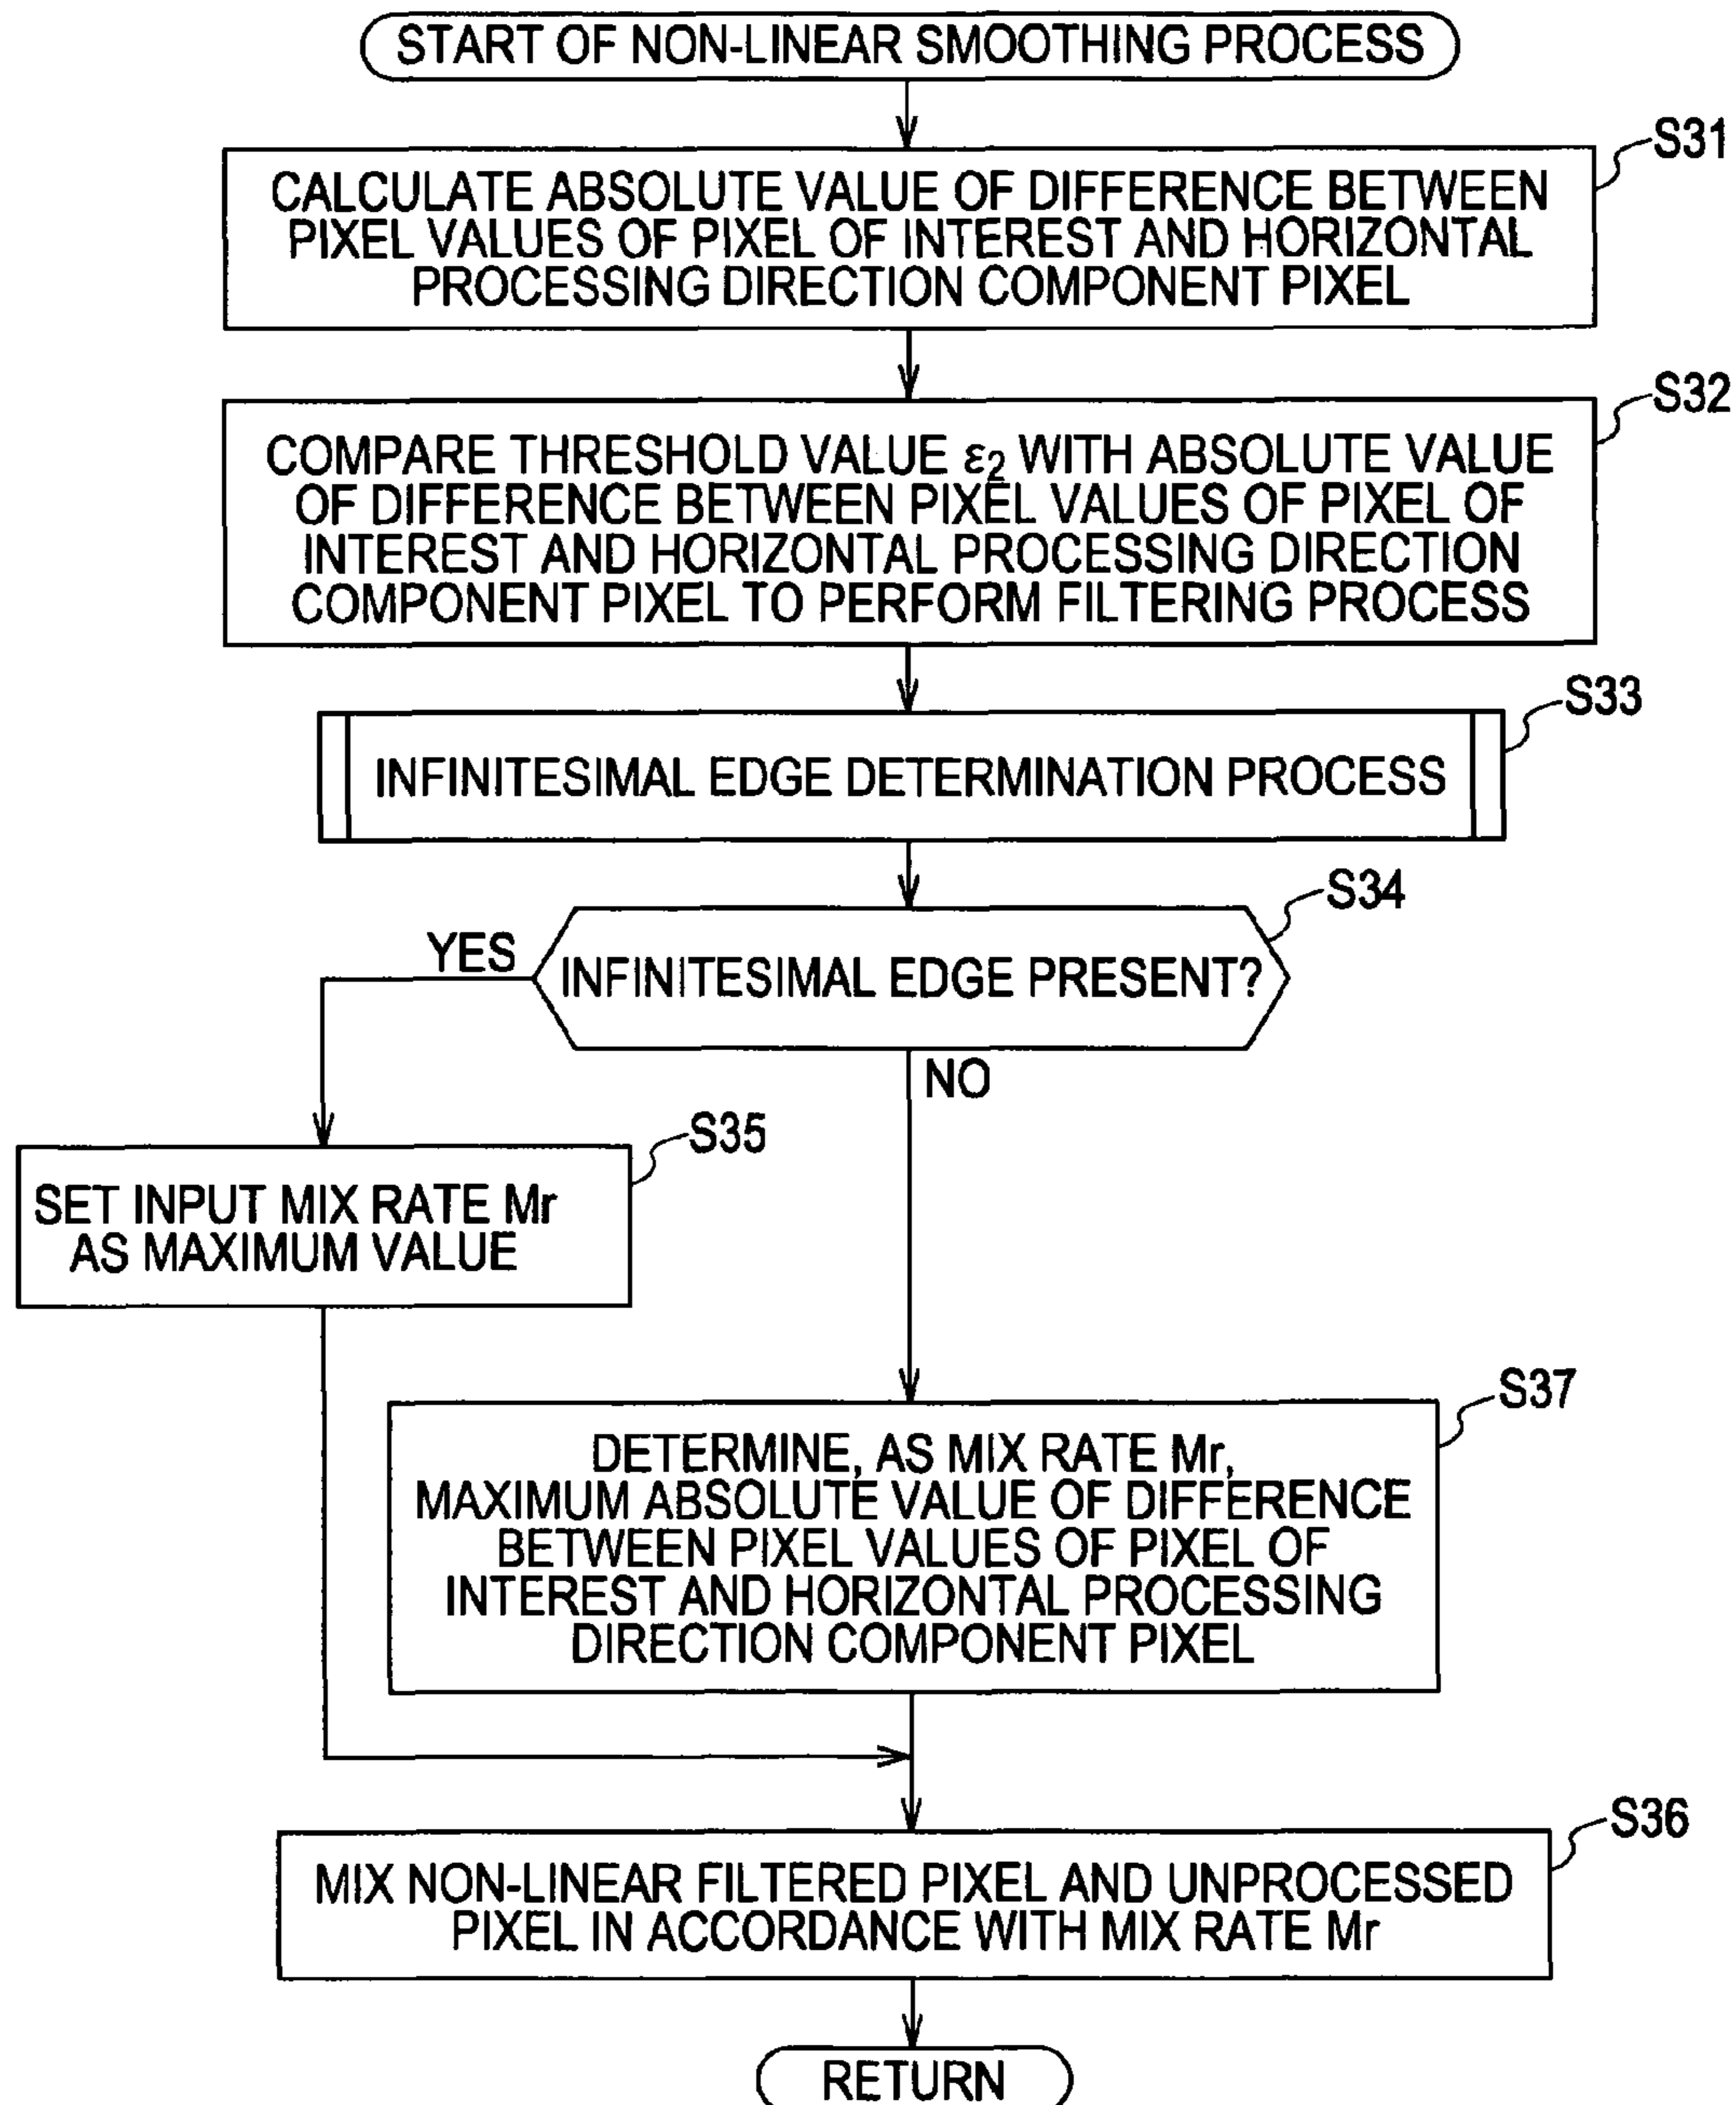 START OF NON-LINEAR SMOOTHING PROCESS
S31
CALCULATE ABSOLUTE VALUE OF DIFFERENCE BETWEEN
PIXEL VALUES OF PIXEL OF INTEREST AND HORIZONTAL
PROCESSING DIRECTION COMPONENT PIXEL
S32
COMPARE THRESHOLD VALUE ε2 WITH ABSOLUTE VALUE
OF DIFFERENCE BETWEEN PIXEL VALUES OF PIXEL OF
INTEREST AND HORIZONTAL PROCESSING DIRECTION
COMPONENT PIXEL TO PERFORM FILTERING PROCESS
S33
INFINITESIMAL EDGE DETERMINATION PROCESS
S34
YES
INFINITESIMAL EDGE PRESENT?
NO
S35
SET INPUT MIX RATE Mr
AS MAXIMUM VALUE
S37
DETERMINE, AS MIX RATE Mr,
MAXIMUM ABSOLUTE VALUE OF DIFFERENCE
BETWEEN PIXEL VALUES OF PIXEL OF
INTEREST AND HORIZONTAL PROCESSING
DIRECTION COMPONENT PIXEL
S36
MIX NON-LINEAR FILTERED PIXEL AND UNPROCESSED
PIXEL IN ACCORDANCE WITH MIX RATE Mr
RETURN